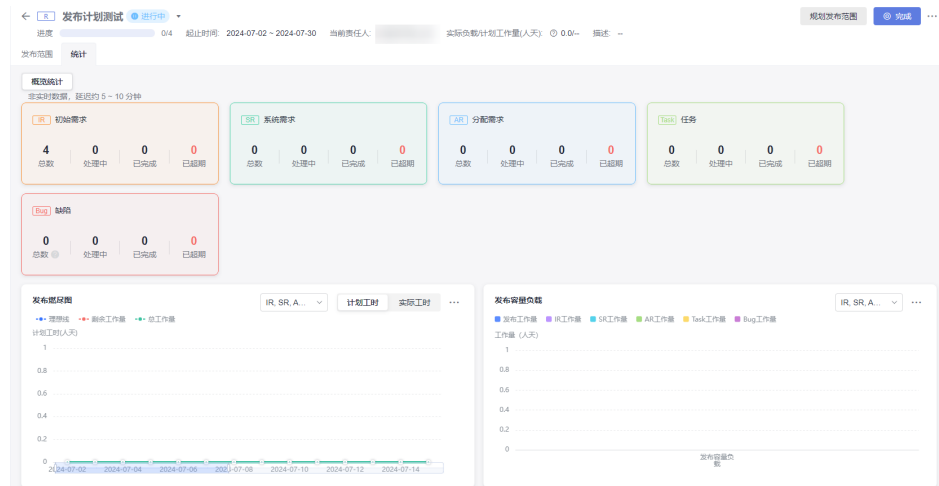 R 发布计划测试 进行中
规划发布范围 完成
进度 0/4 起止时间: 2024-07-02 ~ 2024-07-30 当前责任人: 实际负载/计划工作量(人天): 0.0/-- 描述: --
发布范围 统计
概览统计
非实时数据，延迟约 5 ~ 10 分钟
IR 初始需求
4 0 0 0
总数 处理中 已完成 已超期
SR 系统需求
0 0 0 0
总数 处理中 已完成 已超期
AR 分配需求
0 0 0 0
总数 处理中 已完成 已超期
Task 任务
0 0 0 0
总数 处理中 已完成 已超期
Bug 缺陷
0 0 0 0
总数 处理中 已完成 已超期
发布燃尽图 IR, SR, A... 计划工时 实际工时 ...
理想线 剩余工作量 总工作量
计划工时(人天)
1
0.8
0.6
0.4
0.2
0
2024-07-02 2024-07-04 2024-07-06 2024-07-08 2024-07-10 2024-07-12 2024-07-14
发布容量负载 IR, SR, A... ...
发布工作量 IR工作量 SR工作量 AR工作量 Task工作量 Bug工作量
工作量（人天）
1
0.8
0.6
0.4
0.2
0
发布容量负
载